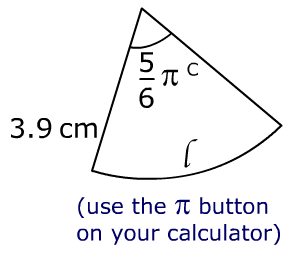 5/6 π c
3.9 cm
l
(use the π button
on your calculator)